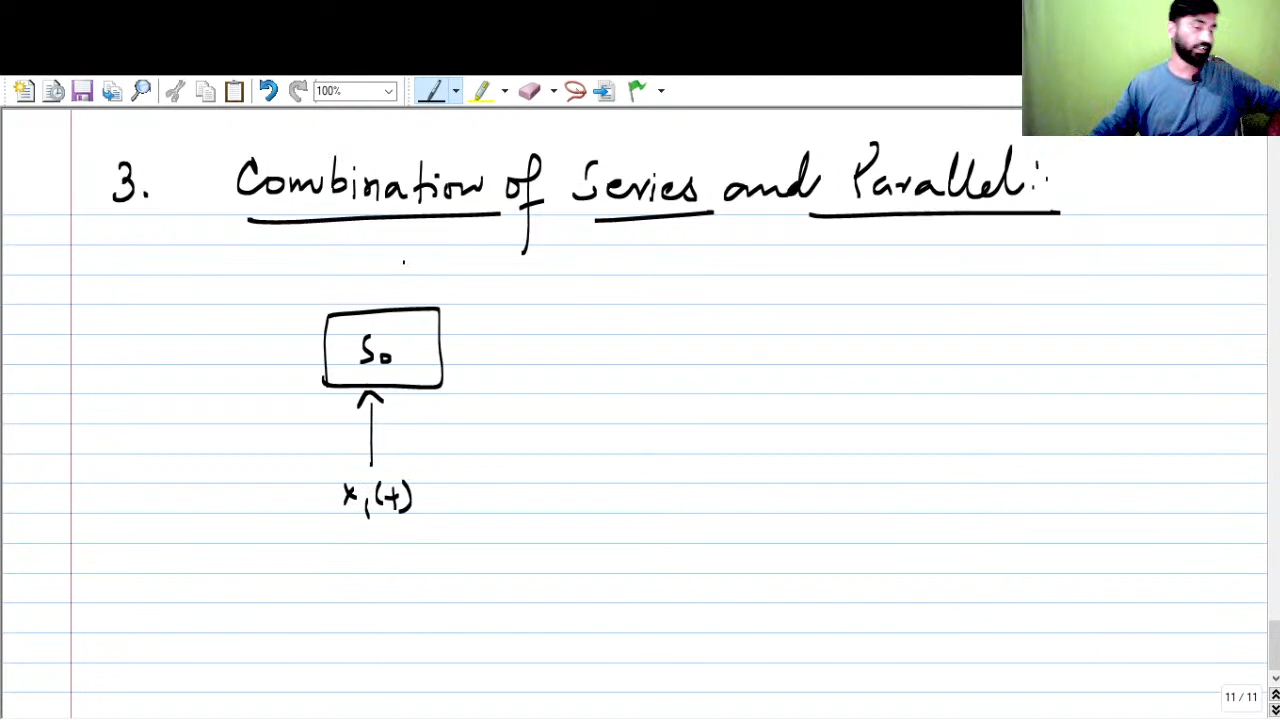 100%
3. Combination of Series and Parallel:
S0
x1(t)
11 / 11